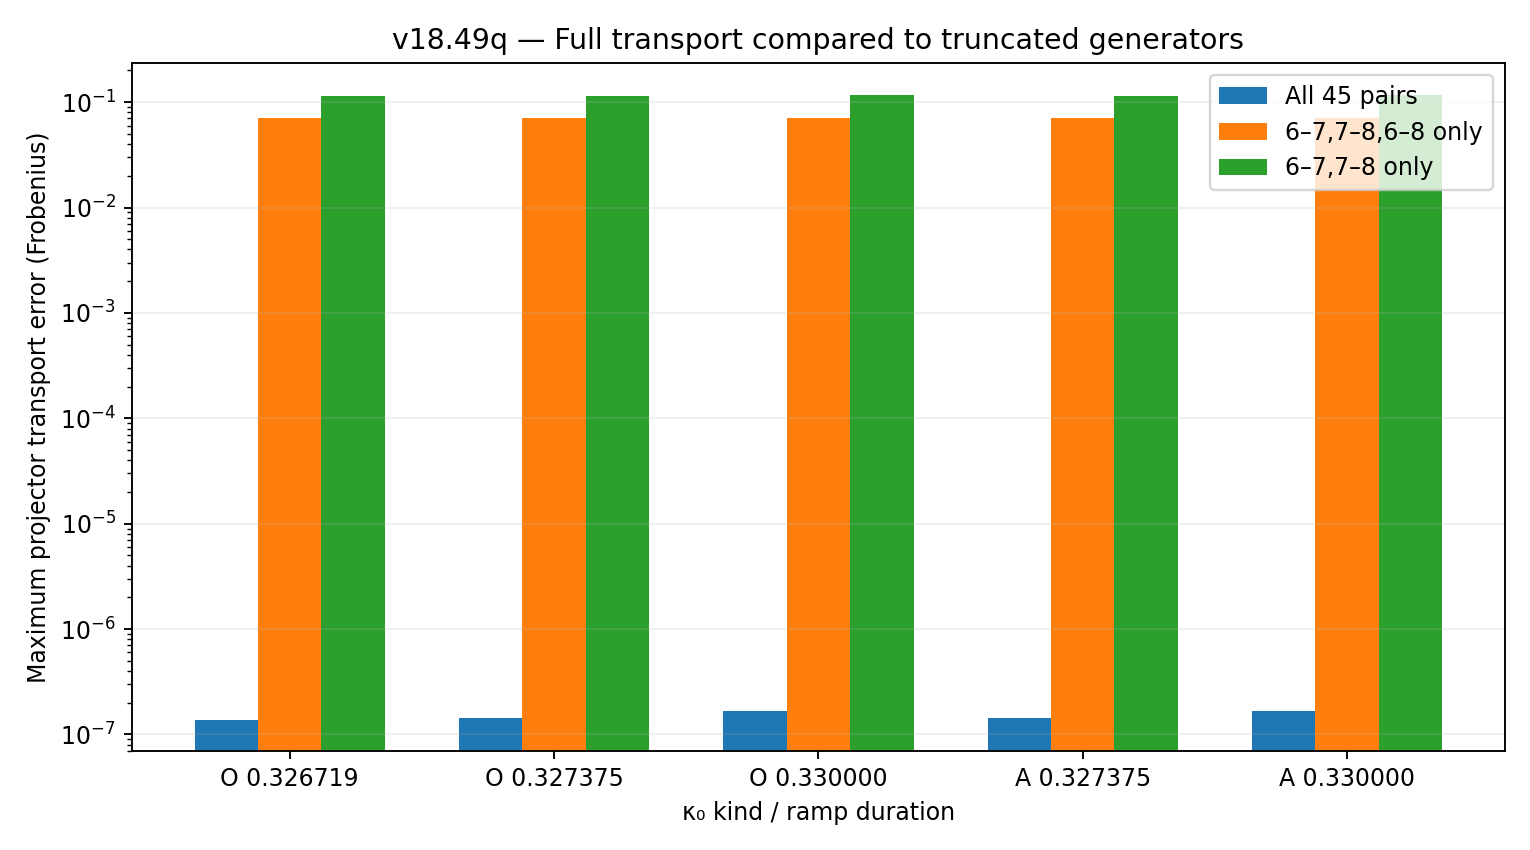 v18.49q — Full transport compared to truncated generators
Maximum projector transport error (Frobenius)
10⁻¹
10⁻²
10⁻³
10⁻⁴
10⁻⁵
10⁻⁶
10⁻⁷
All 45 pairs
6–7,7–8,6–8 only
6–7,7–8 only
O 0.326719
O 0.327375
O 0.330000
A 0.327375
A 0.330000
κ₀ kind / ramp duration